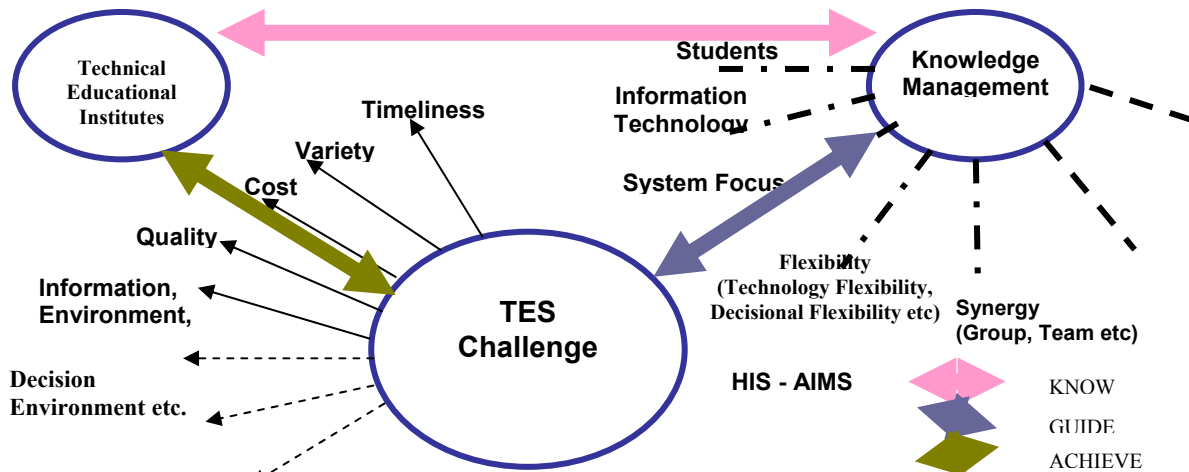 Technical
Educational
Institutes
Students
Knowledge
Management
Information
Technology
Timeliness
Variety
Cost
System Focus
Quality
Information,
Environment,
Flexibility
(Technology Flexibility,
Decisional Flexibility etc)
TES
Challenge
Synergy
(Group, Team etc)
Decision
Environment etc.
HIS - AIMS
KNOW
GUIDE
ACHIEVE